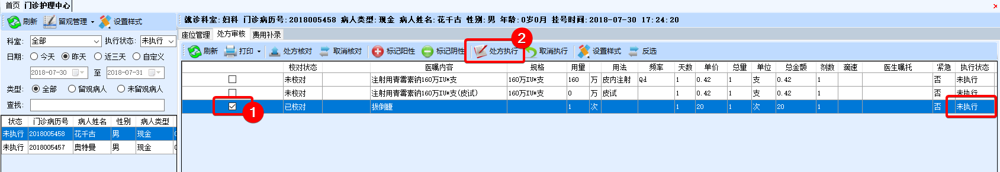 首页 门诊护理中心
刷新 留观管理 设置样式
科室: 全部 执行状态: 未执行
日期: 今天 昨天 近三天 自定义
2018-07-30 至 2018-07-31
类型: 全部 留观病人 未留观病人
查找:
状态 门诊病历号 病人姓名 性别 病人类型
未执行 2018005458 花千古 男 现金
未执行 2018005457 奥特曼 男 现金
就诊科室:妇科 门诊病历号:2018005458 病人类型:现金 病人姓名:花千古 性别:男 年龄:0岁0月 挂号时间:2018-07-30 17:24:20
座位管理 处方审核 费用补录
刷新 打印 处方核对 取消核对 标记阳性 标记阴性 处方执行 取消执行 设置样式 反选
2
核对状态 医嘱内容 规格 用量 用法 频率 天数 单价 总量 单位 总金额 剂数 滴速 医生嘱托 紧急 执行状态
未核对 注射用青霉素钠160万IU*支 160万IU*支 160 万 皮内注射 Qd 1 0.42 1 支 0.42 1 否 未执行
未核对 注射用青霉素钠160万IU*支(皮试) 160万IU*支 0 万 皮试 1 0.42 1 支 0.42 1 否 未执行
已核对 拔倒睫 1 次 1 20 1 次 20 1 否 未执行
1